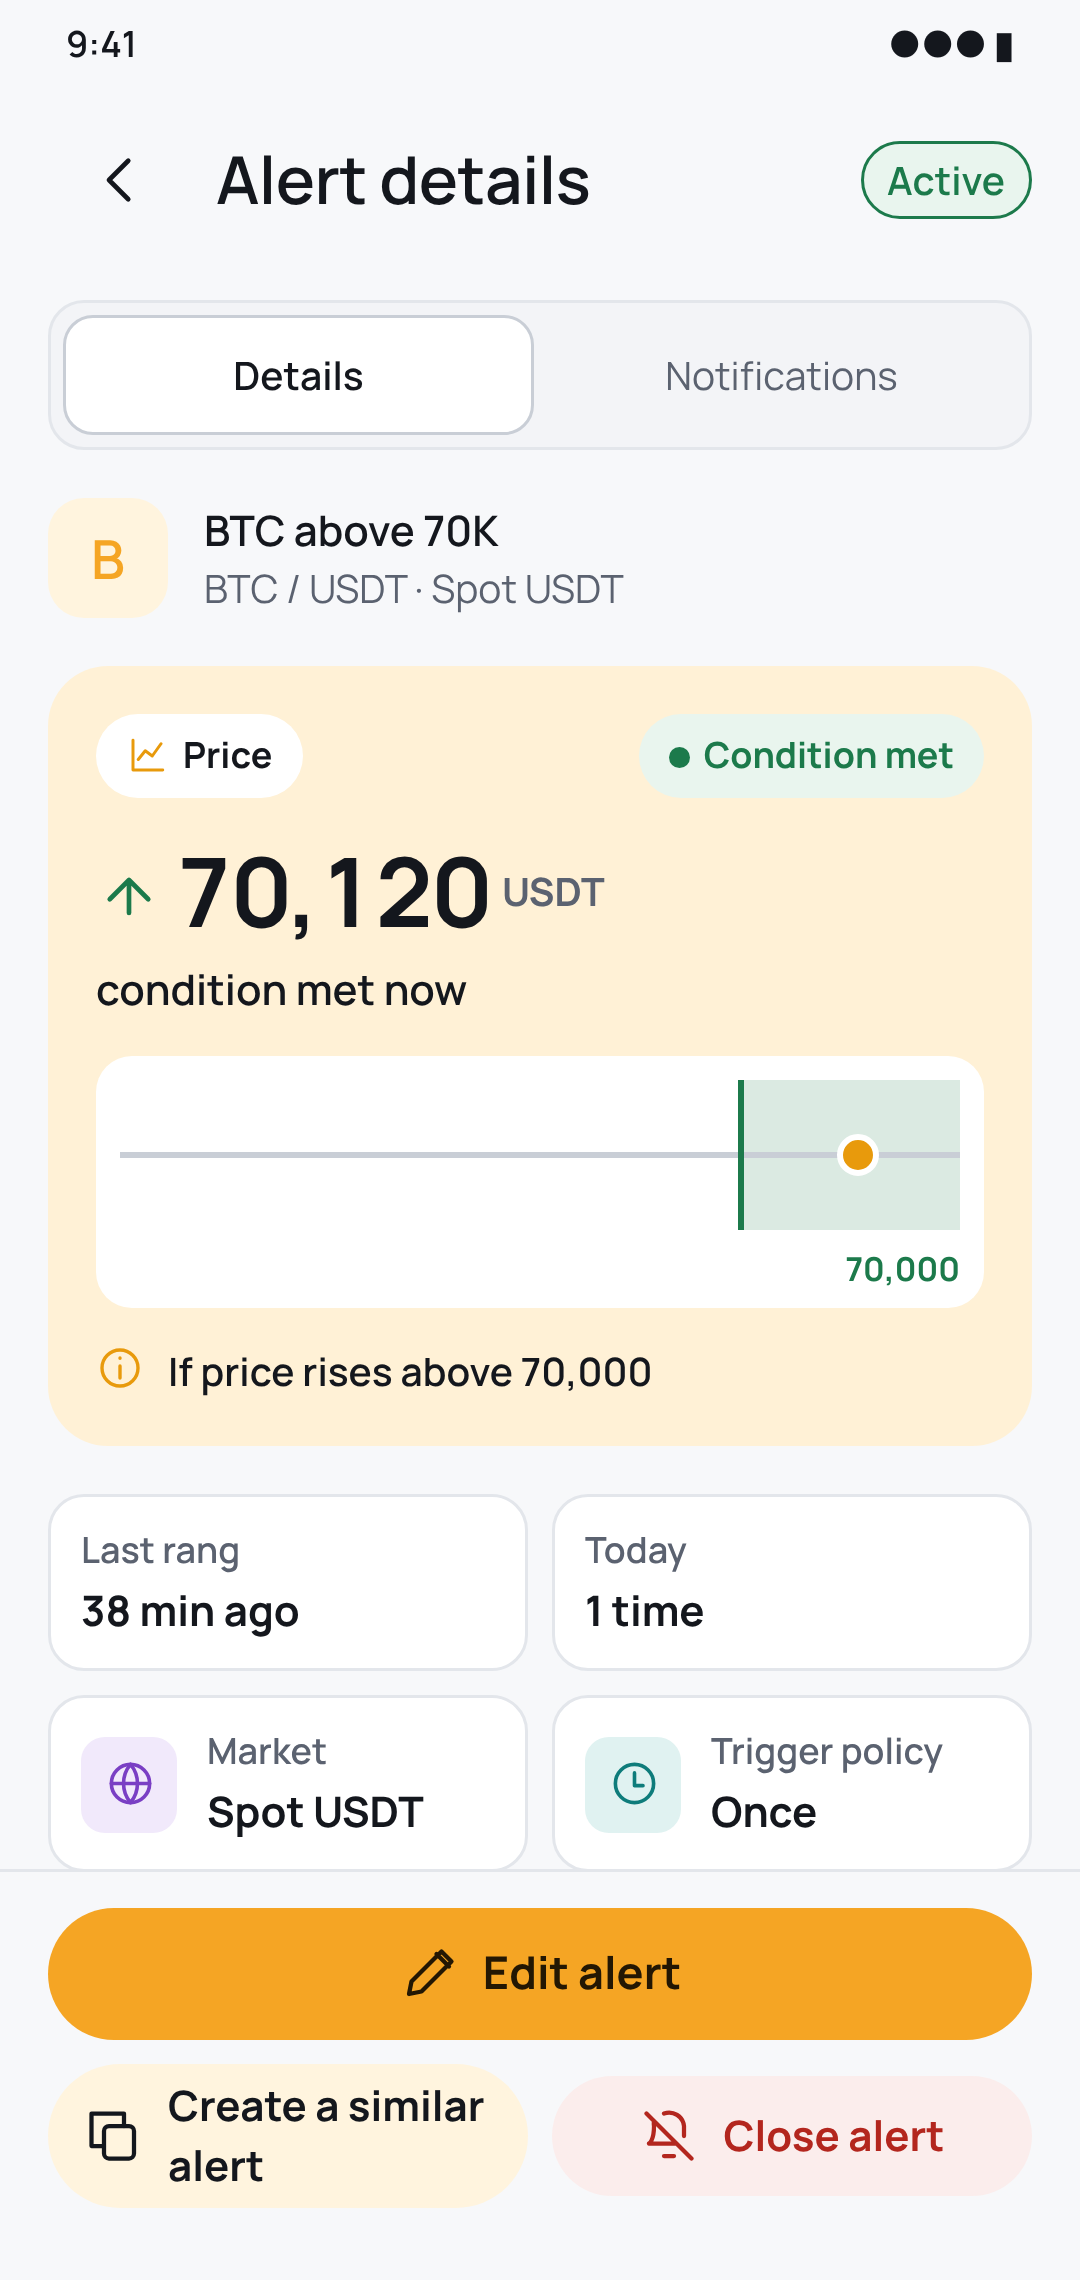 9:41
Alert details
Active
Details
Notifications
B
BTC above 70K
BTC / USDT · Spot USDT
Price
Condition met
70,120 USDT
condition met now
70,000
If price rises above 70,000
Last rang
38 min ago
Today
1 time
Market
Spot USDT
Trigger policy
Once
Edit alert
Create a similar
alert
Close alert